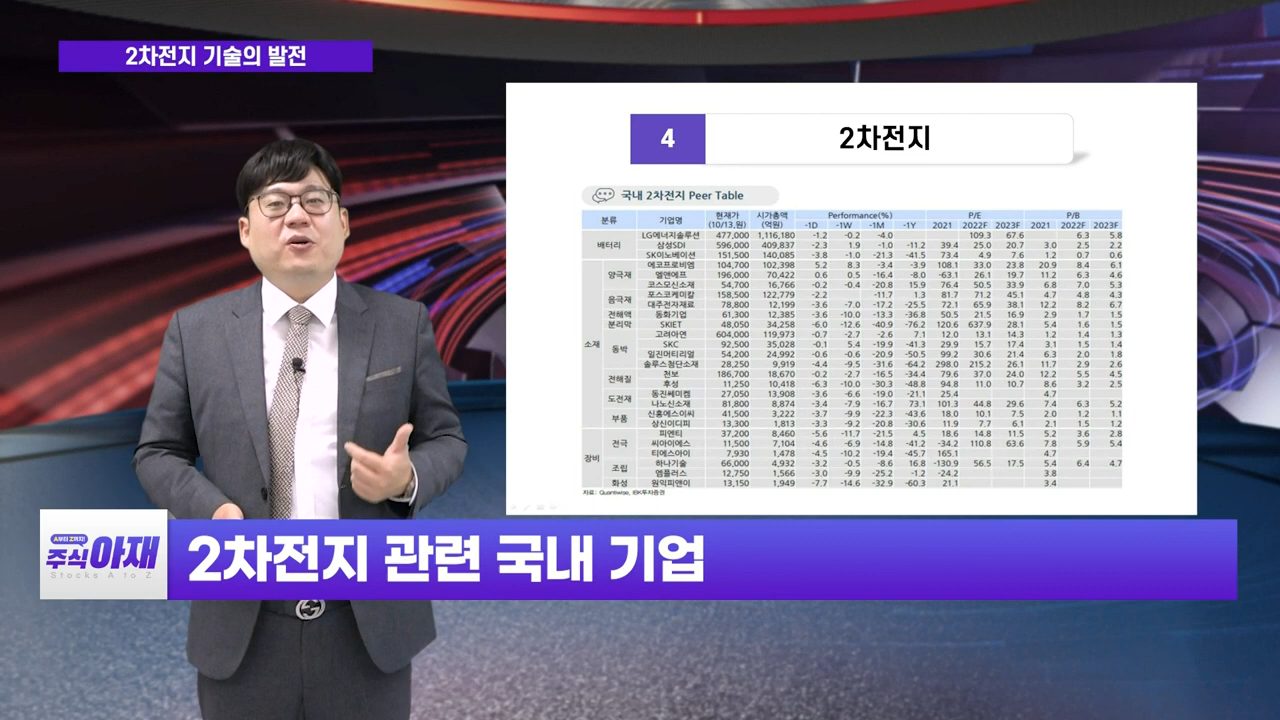 2차전지 기술의 발전
4 2차전지
국내 2차전지 Peer Table
분류 기업명 현재가 (10/13,원) 시가총액 (억원) Performance(%) P/E P/B
-1D -1W -1M -1Y 2021 2022F 2023F 2021 2022F 2023F
배터리 LG에너지솔루션 477,000 1,116,180 -1.2 -0.2 -4.0 109.3 67.6 6.3 5.8
삼성SDI 596,000 409,837 -2.3 1.9 -1.0 -11.2 39.4 25.0 20.7 3.0 2.5 2.2
SK이노베이션 151,500 140,085 -3.8 -1.0 -21.3 -41.5 73.4 4.9 7.6 1.2 0.7 0.6
소재 양극재 에코프로비엠 104,700 102,398 5.2 8.3 -3.4 -3.9 108.1 33.0 23.8 20.9 8.4 6.1
엘앤에프 196,000 70,422 0.6 0.5 -16.4 -8.0 -63.1 26.1 19.7 11.2 6.3 4.6
코스모신소재 54,700 16,766 -0.2 -0.4 -20.8 15.9 76.4 50.5 33.9 6.8 7.0 5.3
음극재 포스코케미칼 158,500 122,779 -2.2 -11.7 1.3 81.7 71.2 45.1 4.7 4.8 4.3
대주전자재료 78,800 12,199 -3.6 -7.0 -17.2 -25.5 72.1 65.9 38.1 12.2 8.2 6.7
전해액 동화기업 61,300 12,385 -3.6 -10.0 -13.3 -36.8 50.5 21.5 16.9 2.9 1.7 1.5
분리막 SKIET 48,050 34,258 -6.0 -12.6 -40.9 -76.2 120.6 637.9 28.1 5.4 1.6 1.5
동박 고려아연 604,000 119,973 -0.7 -2.7 -2.6 7.1 12.0 13.1 14.3 1.2 1.4 1.3
SKC 92,500 35,028 -0.1 5.4 -19.9 -41.3 29.9 15.7 17.4 3.1 1.5 1.4
일진머티리얼 54,200 24,992 -0.6 -0.6 -20.9 -50.5 99.2 30.6 21.4 6.3 2.0 1.8
솔루스첨단소재 28,250 9,919 -4.4 -9.5 -31.6 -64.2 298.0 215.2 26.1 11.7 2.9 2.6
전해질 천보 186,700 18,670 -0.2 -2.7 -16.5 -34.4 79.6 37.0 24.0 12.2 5.5 4.5
후성 11,250 10,418 -6.3 -10.0 -30.3 -48.8 94.8 11.0 10.7 8.6 3.2 2.5
도전재 동진쎄미켐 27,050 13,908 -3.6 -6.6 -19.0 -21.1 25.4 4.7
나노신소재 81,800 8,874 -3.4 -7.9 -16.7 73.1 101.3 44.8 29.6 7.4 6.3 5.2
부품 신흥에스이씨 41,500 3,222 -3.7 -9.9 -22.3 -43.6 18.0 10.1 7.5 2.0 1.2 1.1
상신이디피 13,300 1,813 -3.3 -9.2 -20.8 -30.6 11.9 7.7 6.1 2.1 1.5 1.2
장비 전극 피엔티 37,200 8,460 -5.6 -11.7 -21.5 4.5 18.6 14.8 11.5 5.2 3.6 2.8
씨아이에스 11,500 7,104 -4.6 -6.9 -14.8 -41.2 -34.2 110.8 63.6 7.8 5.9 5.4
티에스아이 7,930 1,478 -4.5 -10.2 -19.4 -45.7 165.1 4.7
조립 하나기술 66,000 4,932 -3.2 -0.5 -8.6 16.8 -130.9 56.5 17.5 5.4 6.4 4.7
엠플러스 12,750 1,566 -3.0 -9.9 -25.2 -1.2 -24.2 3.8
화성 원익피앤이 13,150 1,949 -7.7 -14.6 -32.9 -60.3 21.1 3.4
자료: Quantiwise, IBK투자증권
A부터 Z까지!
주식아재
Stocks A to Z
2차전지 관련 국내 기업